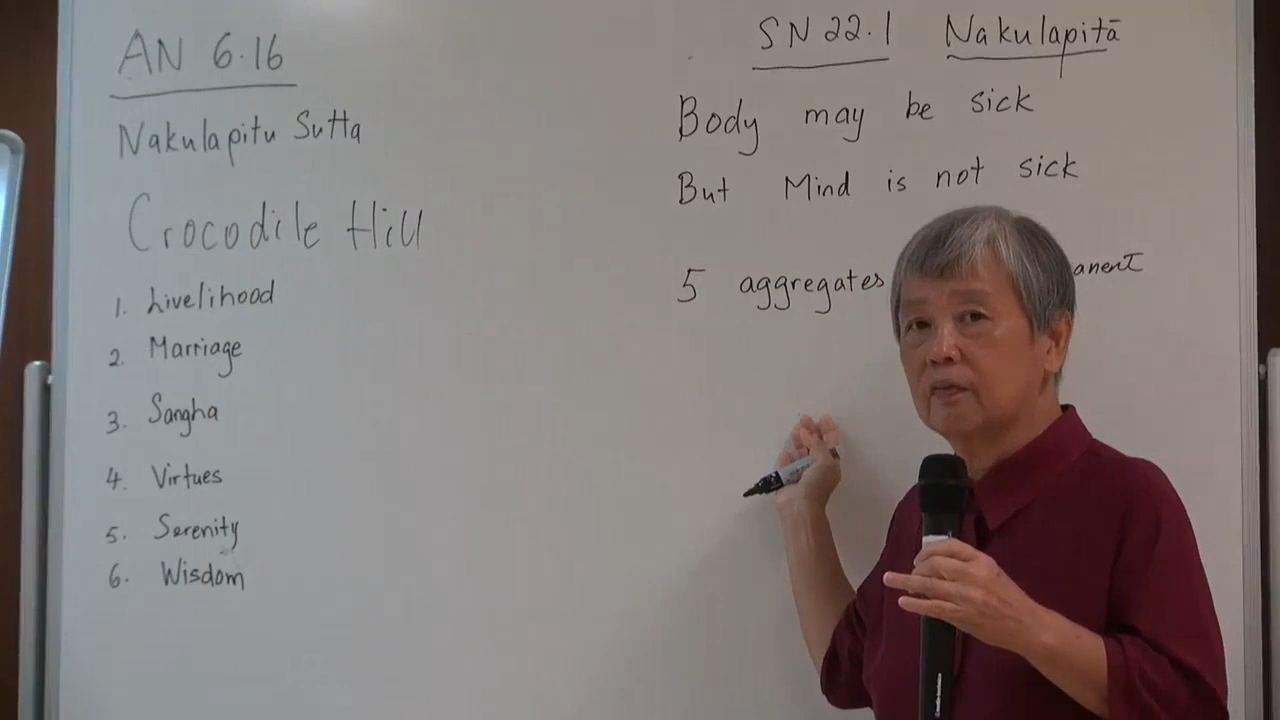 AN 6.16
Nakulapitu Sutta
Crocodile Hill
1. Livelihood
2. Marriage
3. Sangha
4. Virtues
5. Serenity
6. Wisdom
SN 22.1 Nakulapitā
Body may be sick
But Mind is not sick
5 aggregates anent